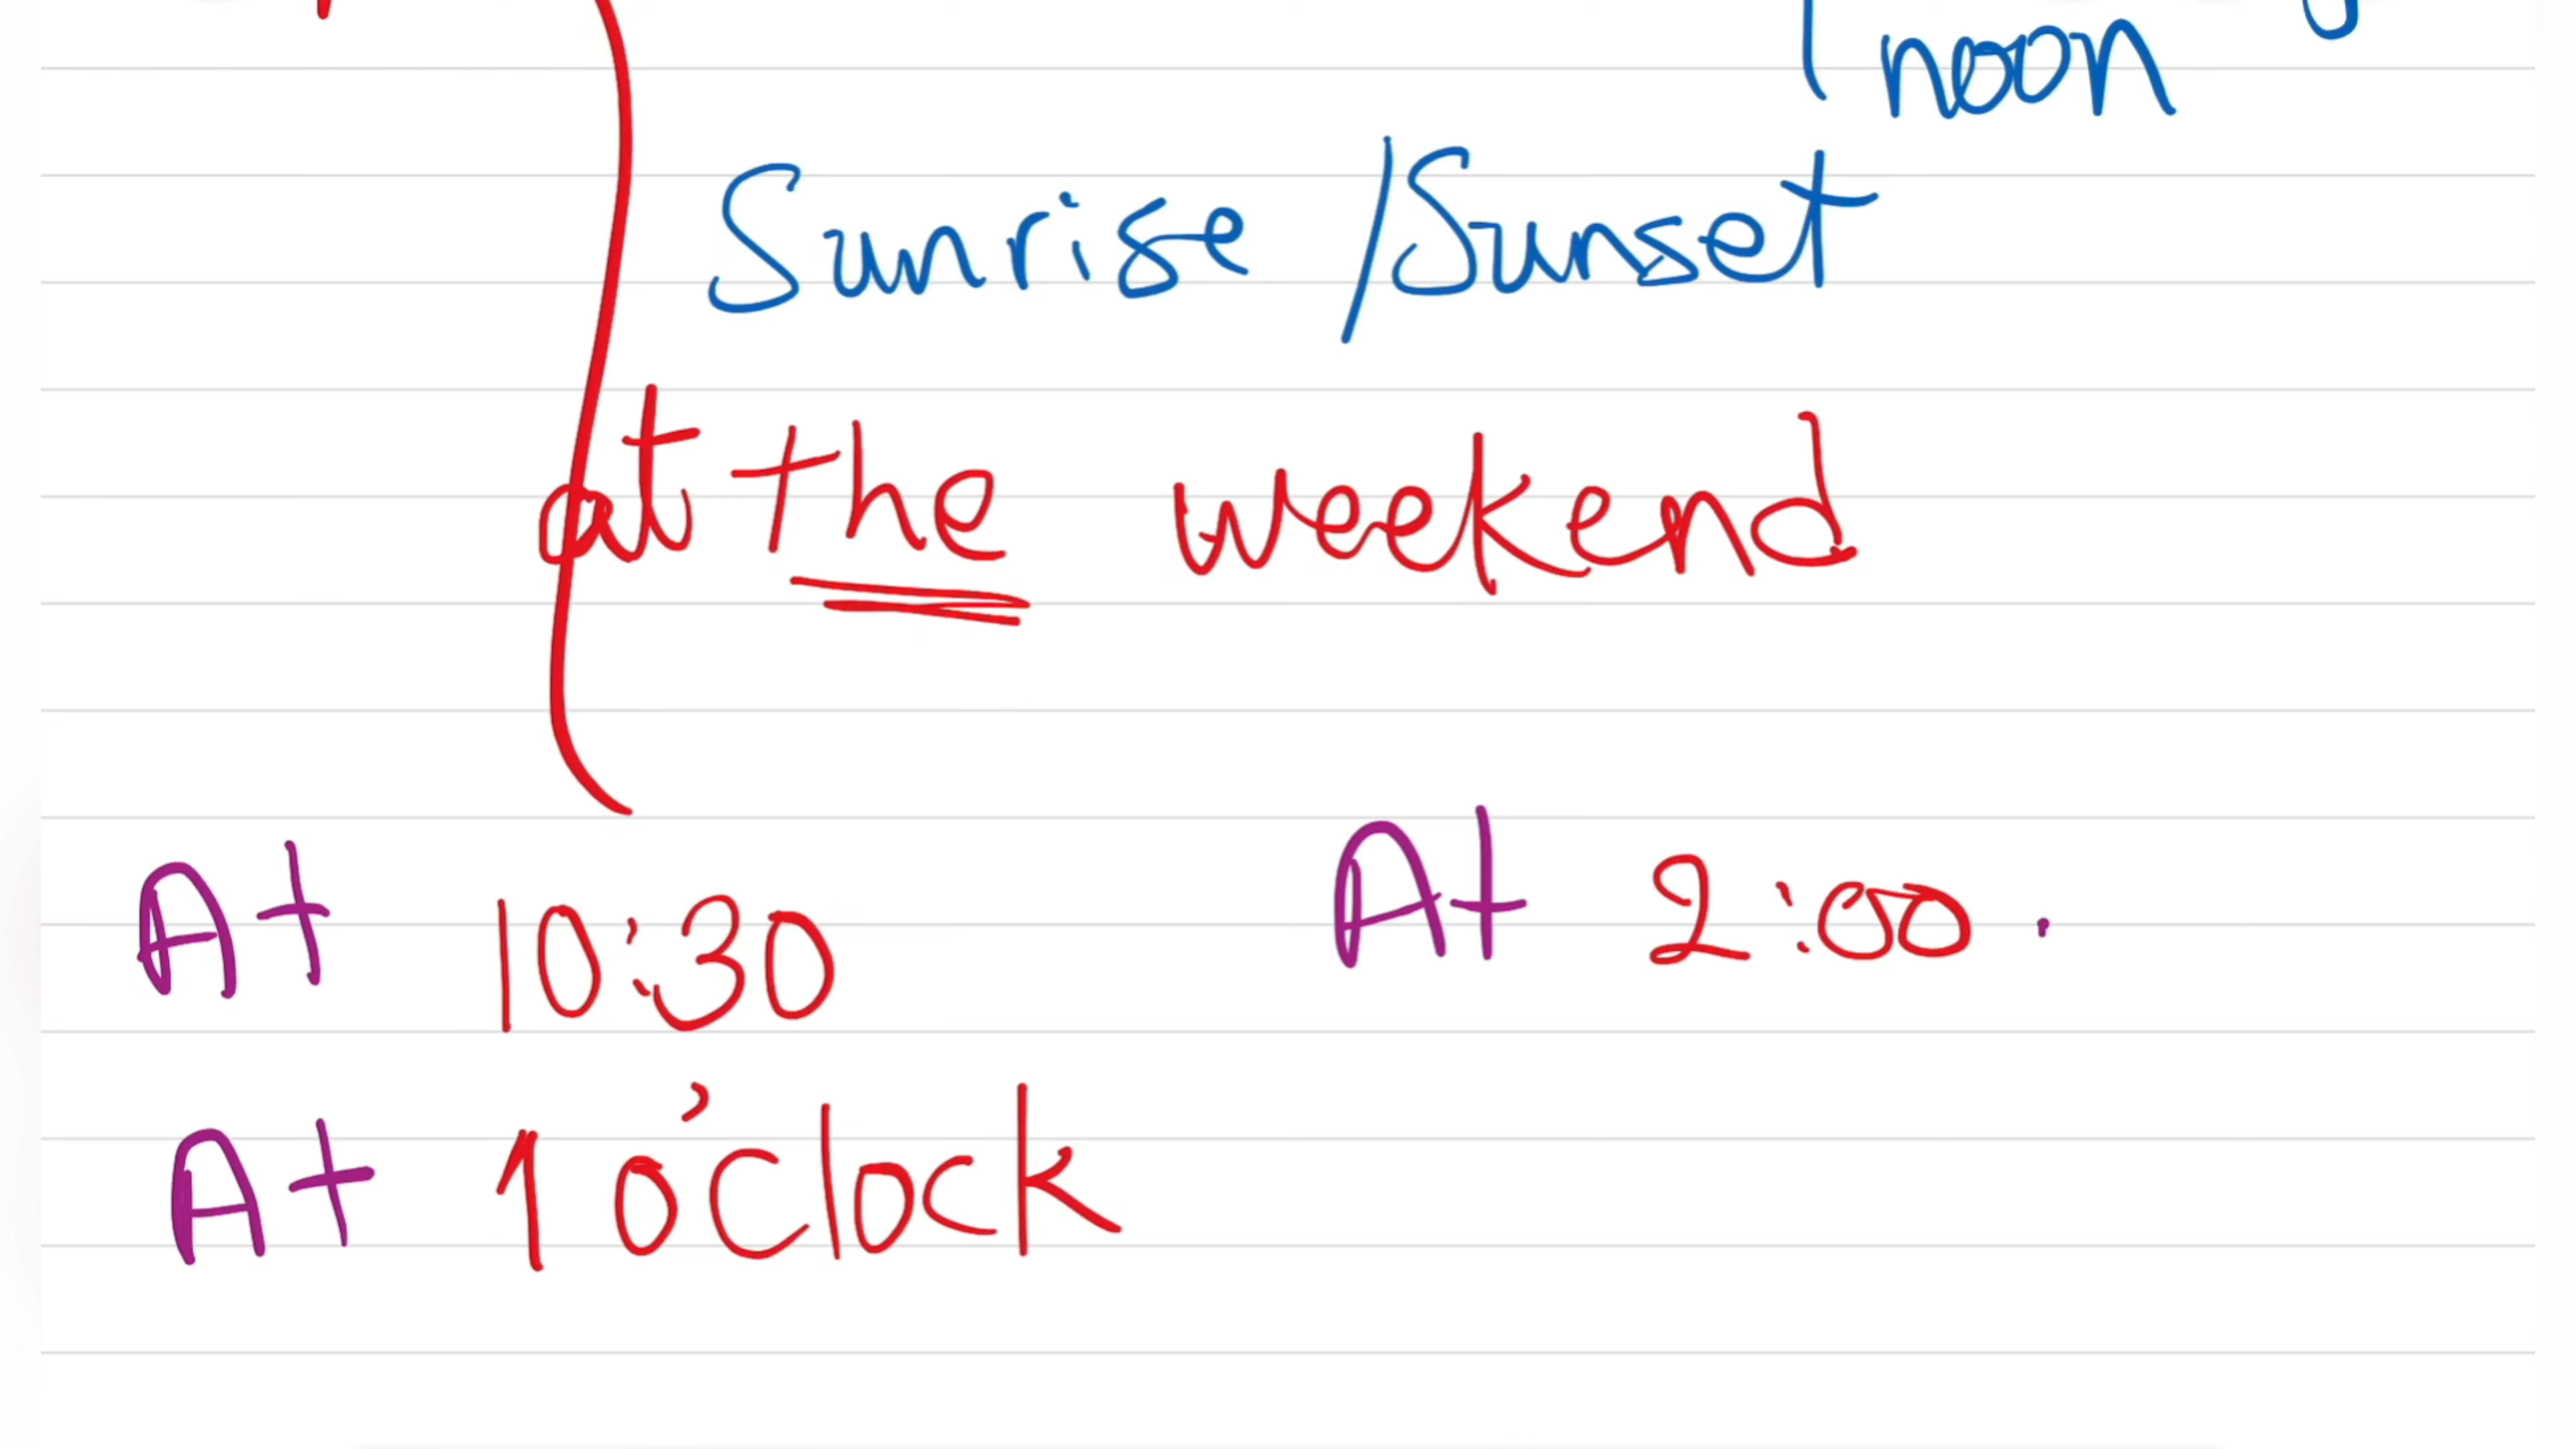 noon
Sunrise / Sunset
at the weekend
At 10:30 At 2:00.
At 1 o'clock